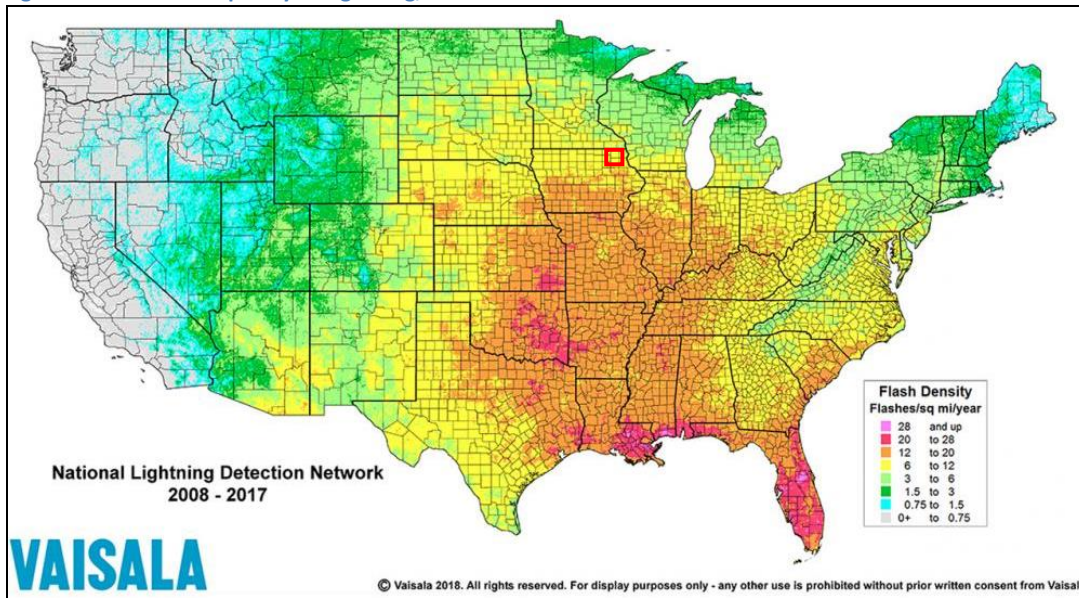 National Lightning Detection Network
2008 - 2017
Flash Density
Flashes/sq mi/year
28 and up
20 to 28
12 to 20
6 to 12
3 to 6
1.5 to 3
0.75 to 1.5
0+ to 0.75
VAISALA
© Vaisala 2018. All rights reserved. For display purposes only - any other use is prohibited without prior written consent from Vaisal